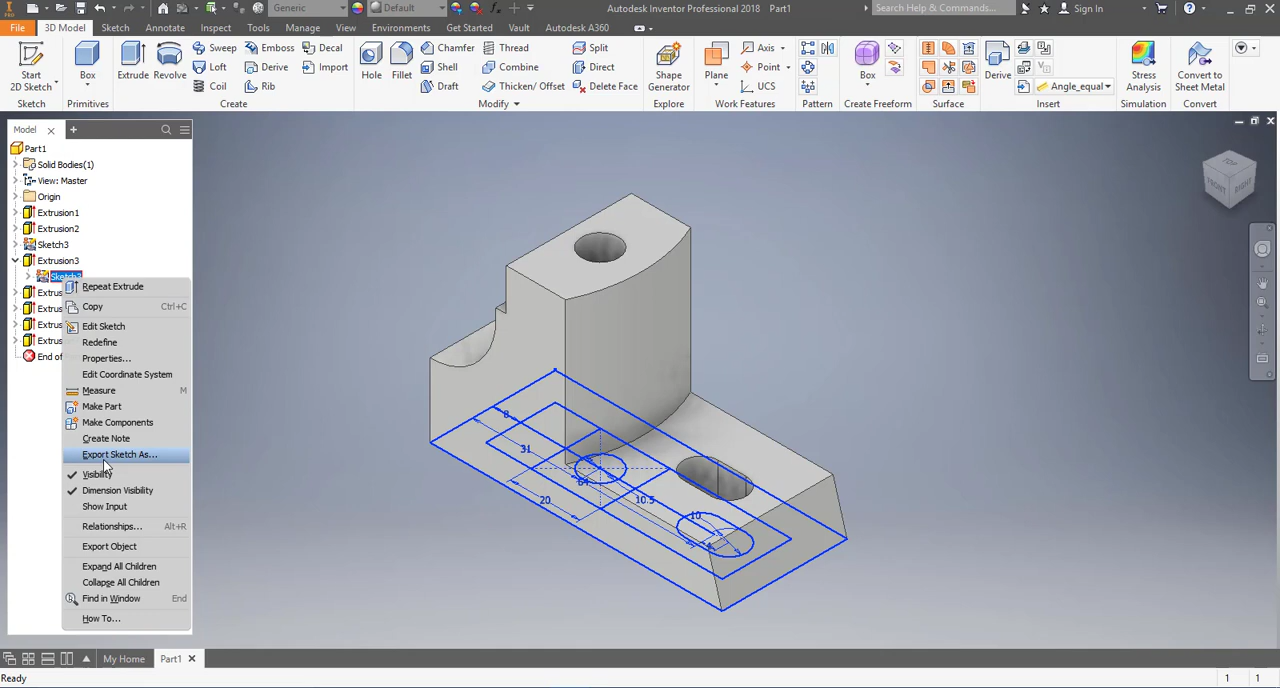 Generic
Default
Autodesk Inventor Professional 2018 Part1
Search Help & Commands...
Sign In
File
3D Model
Sketch
Annotate
Inspect
Tools
Manage
View
Environments
Get Started
Vault
Autodesk A360
Start
2D Sketch
Box
Extrude
Revolve
Sweep
Loft
Coil
Emboss
Derive
Rib
Decal
Import
Hole
Fillet
Chamfer
Shell
Draft
Thread
Combine
Thicken/ Offset
Split
Direct
Delete Face
Shape
Generator
Plane
Axis
Point
UCS
Box
Derive
Angle_equal
Stress
Analysis
Convert to
Sheet Metal
Sketch
Primitives
Create
Modify
Explore
Work Features
Pattern
Create Freeform
Surface
Insert
Simulation
Convert
Model
Part1
Solid Bodies(1)
View: Master
Origin
Extrusion1
Extrusion2
Sketch3
Extrusion3
Repeat Extrude
Copy Ctrl+C
Edit Sketch
Redefine
Properties...
Edit Coordinate System
Measure M
Make Part
Make Components
Create Note
Export Sketch As...
Visibility
Dimension Visibility
Show Input
Relationships... Alt+R
Export Object
Expand All Children
Collapse All Children
Find in Window End
How To...
TOP
FRONT
RIGHT
8
31
64
20
10.5
10
My Home
Part1
Ready
1 1